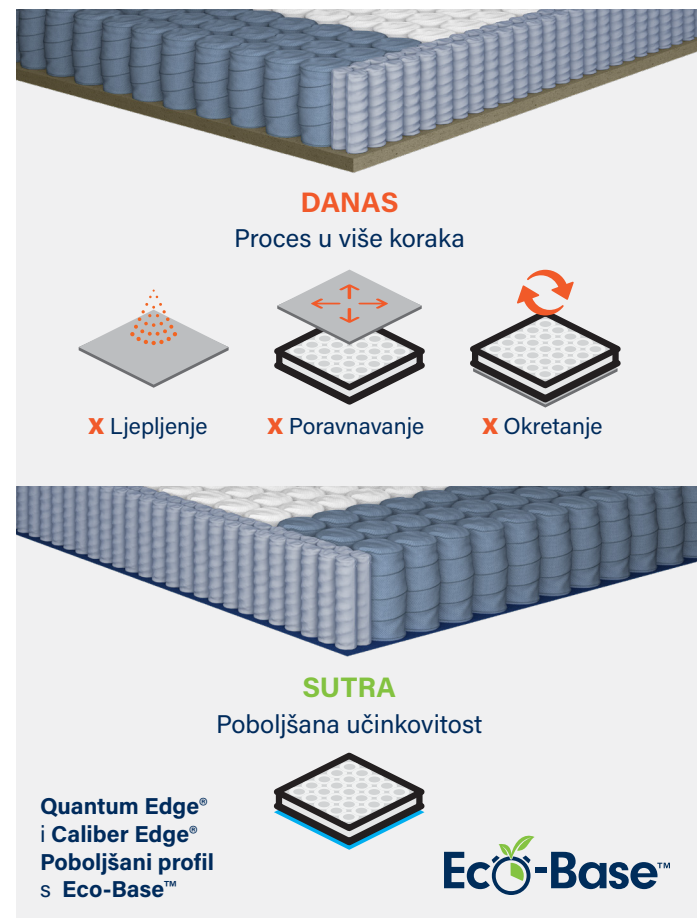 DANAS
Proces u više koraka
X Ljepljenje
X Poravnavanje
X Okretanje
SUTRA
Poboljšana učinkovitost
Quantum Edge®
i Caliber Edge®
Poboljšani profil
s Eco-Base™
Eco-Base™